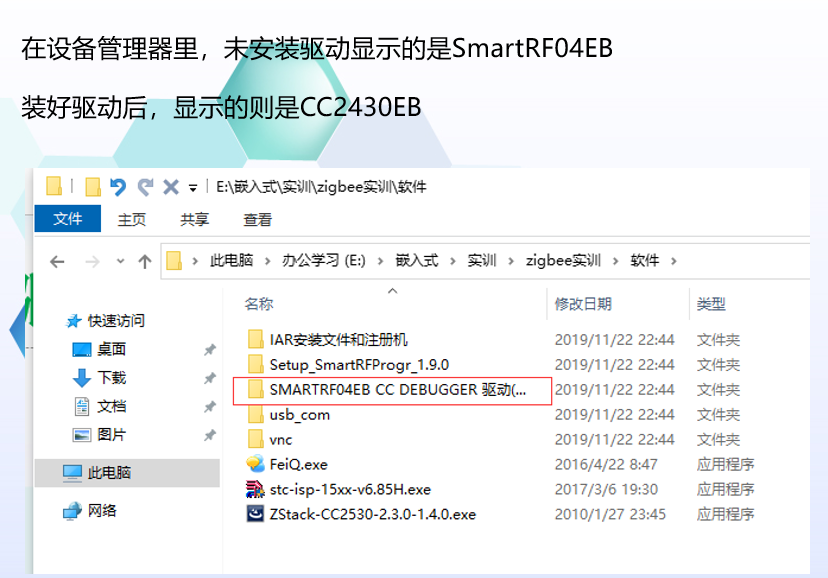 在设备管理器里，未安装驱动显示的是SmartRF04EB
装好驱动后，显示的则是CC2430EB
E:\嵌入式\实训\zigbee实训\软件
文件 主页 共享 查看
此电脑 > 办公学习 (E:) > 嵌入式 > 实训 > zigbee实训 > 软件 >
名称 修改日期 类型
快速访问
桌面
下载
文档
图片
此电脑
网络
IAR安装文件和注册机 2019/11/22 22:44 文件夹
Setup_SmartRFProgr_1.9.0 2019/11/22 22:44 文件夹
SMARTRF04EB CC DEBUGGER 驱动(... 2019/11/22 22:44 文件夹
usb_com 2019/11/22 22:44 文件夹
vnc 2019/11/22 22:44 文件夹
FeiQ.exe 2016/4/22 8:47 应用程序
stc-isp-15xx-v6.85H.exe 2017/3/6 19:30 应用程序
ZStack-CC2530-2.3.0-1.4.0.exe 2010/1/27 23:45 应用程序